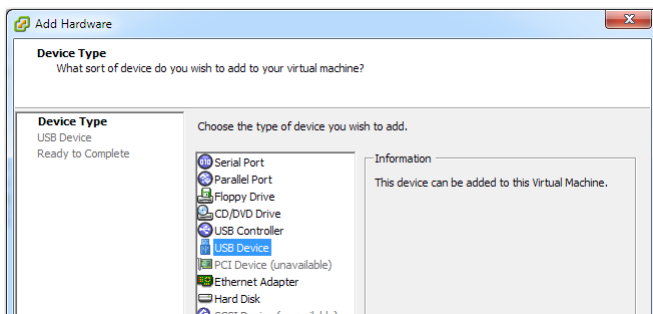 Add Hardware
Device Type
What sort of device do you wish to add to your virtual machine?
Device Type
USB Device
Ready to Complete
Choose the type of device you wish to add.
Serial Port
Parallel Port
Floppy Drive
CD/DVD Drive
USB Controller
USB Device
PCI Device (unavailable)
Ethernet Adapter
Hard Disk
SCSI Device (unavailable)
Information
This device can be added to this Virtual Machine.